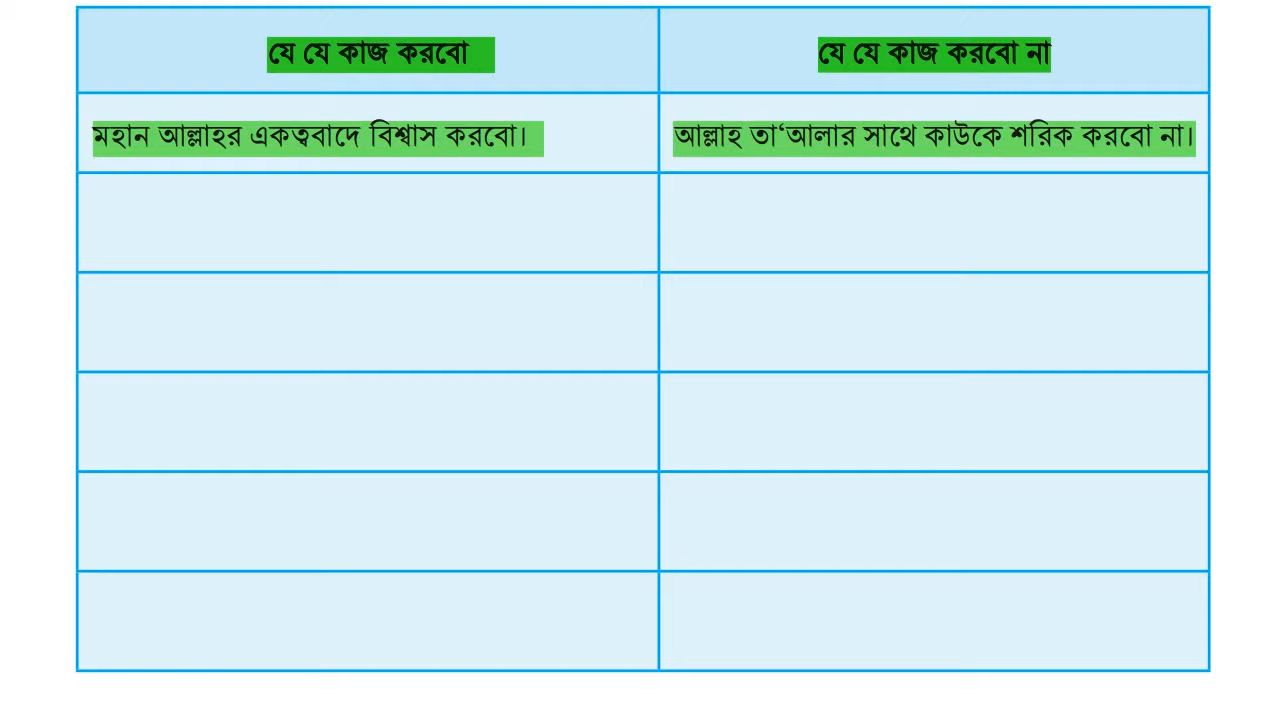 যে যে কাজ করবো
যে যে কাজ করবো না
মহান আল্লাহর একত্ববাদে বিশ্বাস করবো।
আল্লাহ তা‘আলার সাথে কাউকে শরিক করবো না।